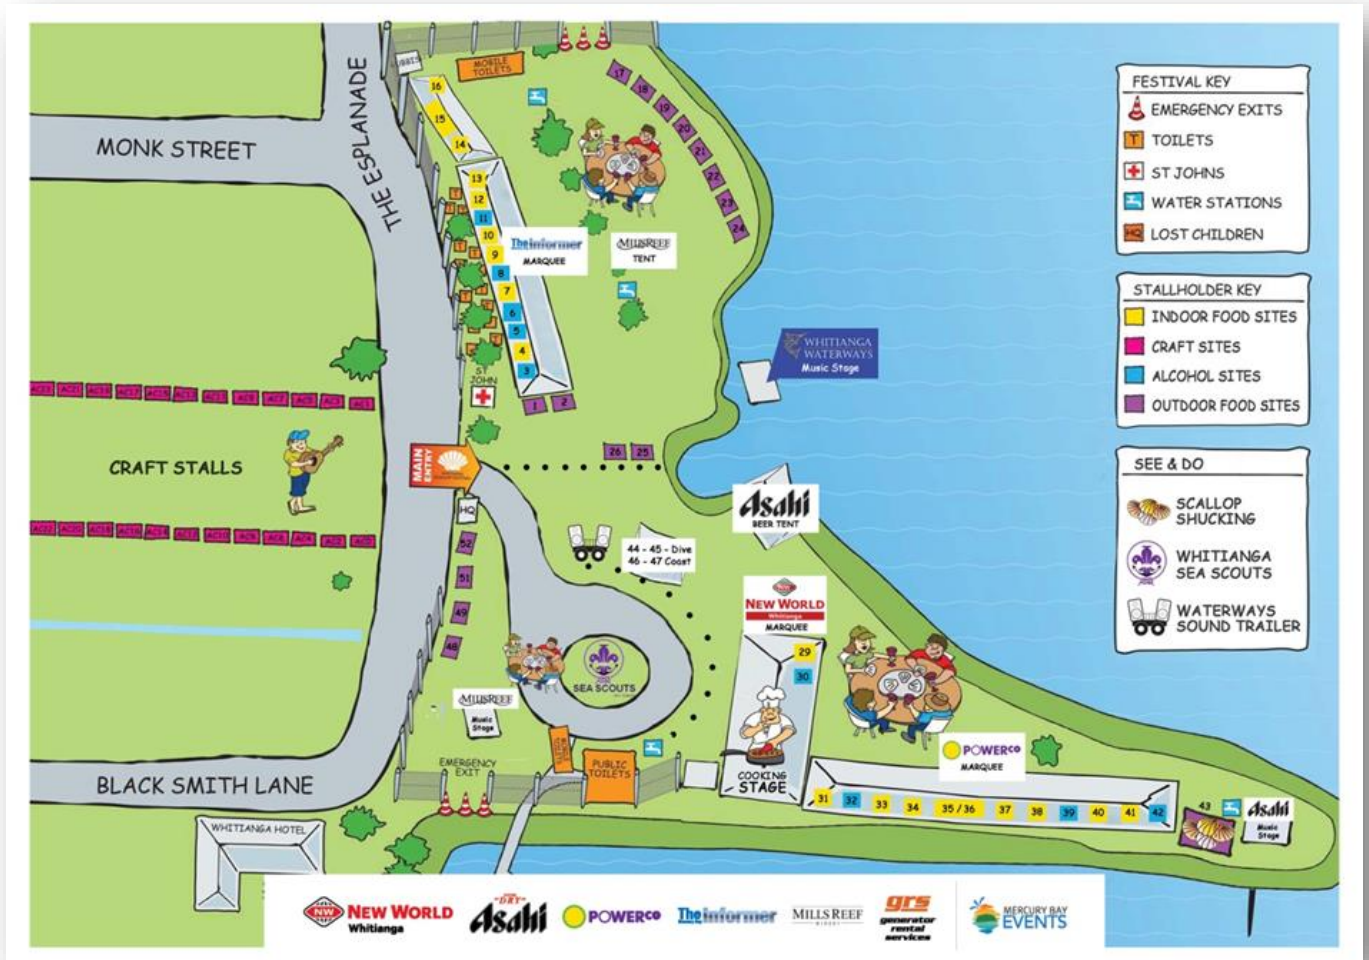 MONK STREET
THE ESPLANADE
MOBILE
TOILETS
16
15
14
13
12
11
10
9
8
7
6
5
4
3
1
2
The Informer
MARQUEE
MILLS REEF
TENT
17
18
19
20
21
22
23
24
WHITIANGA
WATERWAYS
Music Stage
ST
JOHN
MAIN
ENTRY
26
25
CRAFT STALLS
HQ
52
51
49
48
Asahi
BEER TENT
44 - 45 - Dive
46 - 47 Coast
NEW WORLD
Whitianga
MARQUEE
29
30
SEA SCOUTS
MILLS REEF
Music
Stage
EMERGENCY
EXIT
PUBLIC
TOILETS
COOKING
STAGE
POWERCO
MARQUEE
31
32
33
34
35 / 36
37
38
39
40
41
42
43
Asahi
Music
Stage
BLACK SMITH LANE
WHITIANGA HOTEL
FESTIVAL KEY
EMERGENCY EXITS
T TOILETS
ST JOHNS
WATER STATIONS
HQ LOST CHILDREN
STALLHOLDER KEY
INDOOR FOOD SITES
CRAFT SITES
ALCOHOL SITES
OUTDOOR FOOD SITES
SEE & DO
SCALLOP
SHUCKING
WHITIANGA
SEA SCOUTS
WATERWAYS
SOUND TRAILER
NW NEW WORLD
Whitianga
"DRY"
Asahi
POWERCO
The Informer
MILLS REEF
WINERY
grs
generator
rental
services
MERCURY BAY
EVENTS